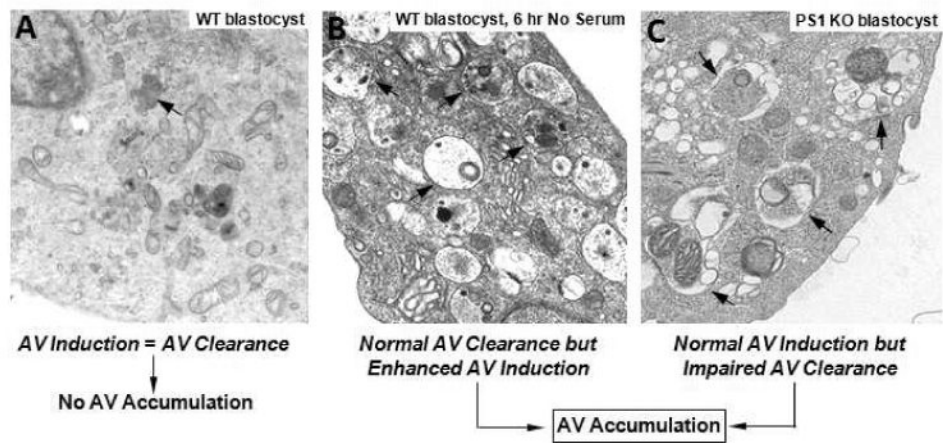 A
WT blastocyst
B
WT blastocyst, 6 hr No Serum
C
PS1 KO blastocyst
AV Induction = AV Clearance
No AV Accumulation
Normal AV Clearance but
Enhanced AV Induction
Normal AV Induction but
Impaired AV Clearance
AV Accumulation